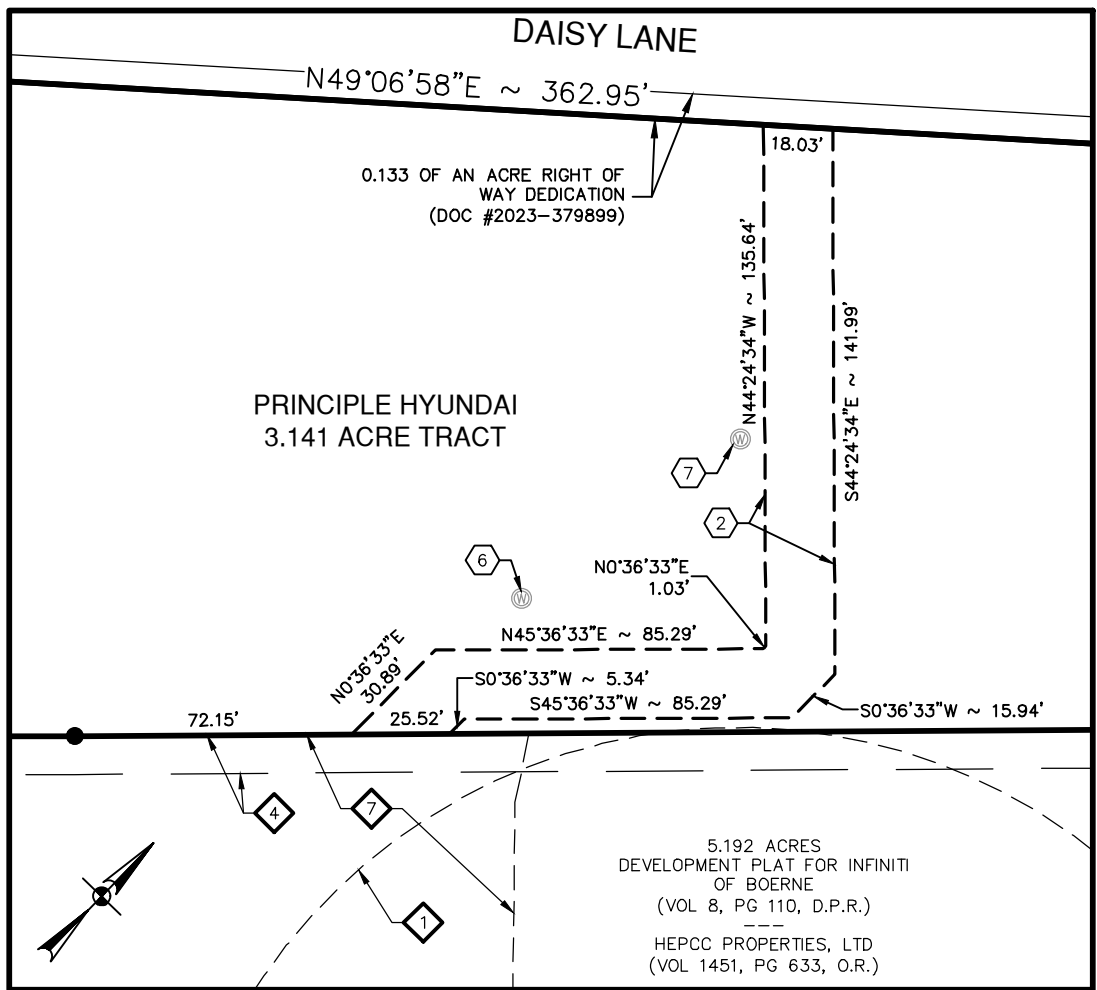 DAISY LANE
N49°06'58"E ~ 362.95'
18.03'
0.133 OF AN ACRE RIGHT OF
WAY DEDICATION
(DOC #2023-379899)
N44°24'34"W ~ 135.64'
S44°24'34"E ~ 141.99'
PRINCIPLE HYUNDAI
3.141 ACRE TRACT
W
7
2
6
W
N0°36'33"E
1.03'
N45°36'33"E ~ 85.29'
N0°36'33"E
30.89'
S0°36'33"W ~ 5.34'
S45°36'33"W ~ 85.29'
S0°36'33"W ~ 15.94'
72.15'
25.52'
4
7
1
5.192 ACRES
DEVELOPMENT PLAT FOR INFINITI
OF BOERNE
(VOL 8, PG 110, D.P.R.)
---
HEPCC PROPERTIES, LTD
(VOL 1451, PG 633, O.R.)